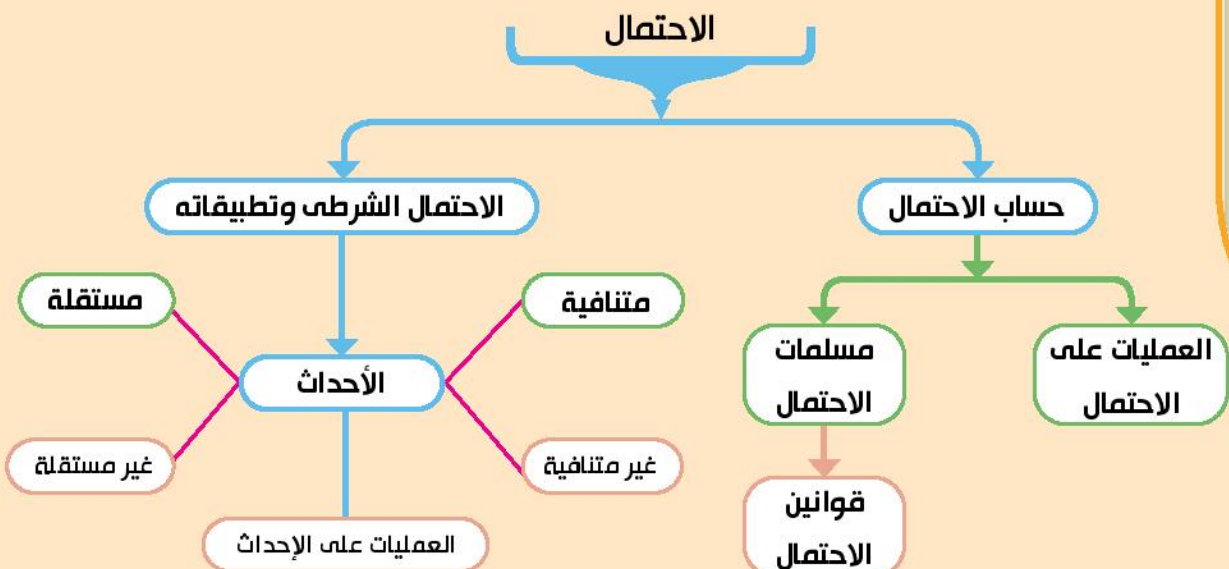 الاحتمال
حساب الاحتمال
الاحتمال الشرطى وتطبيقاته
متنافية
مستقلة
العمليات على
الاحتمال
مسلمات
الاحتمال
الأحداث
غير متنافية
غير مستقلة
قوانين
الاحتمال
العمليات على الإحداث